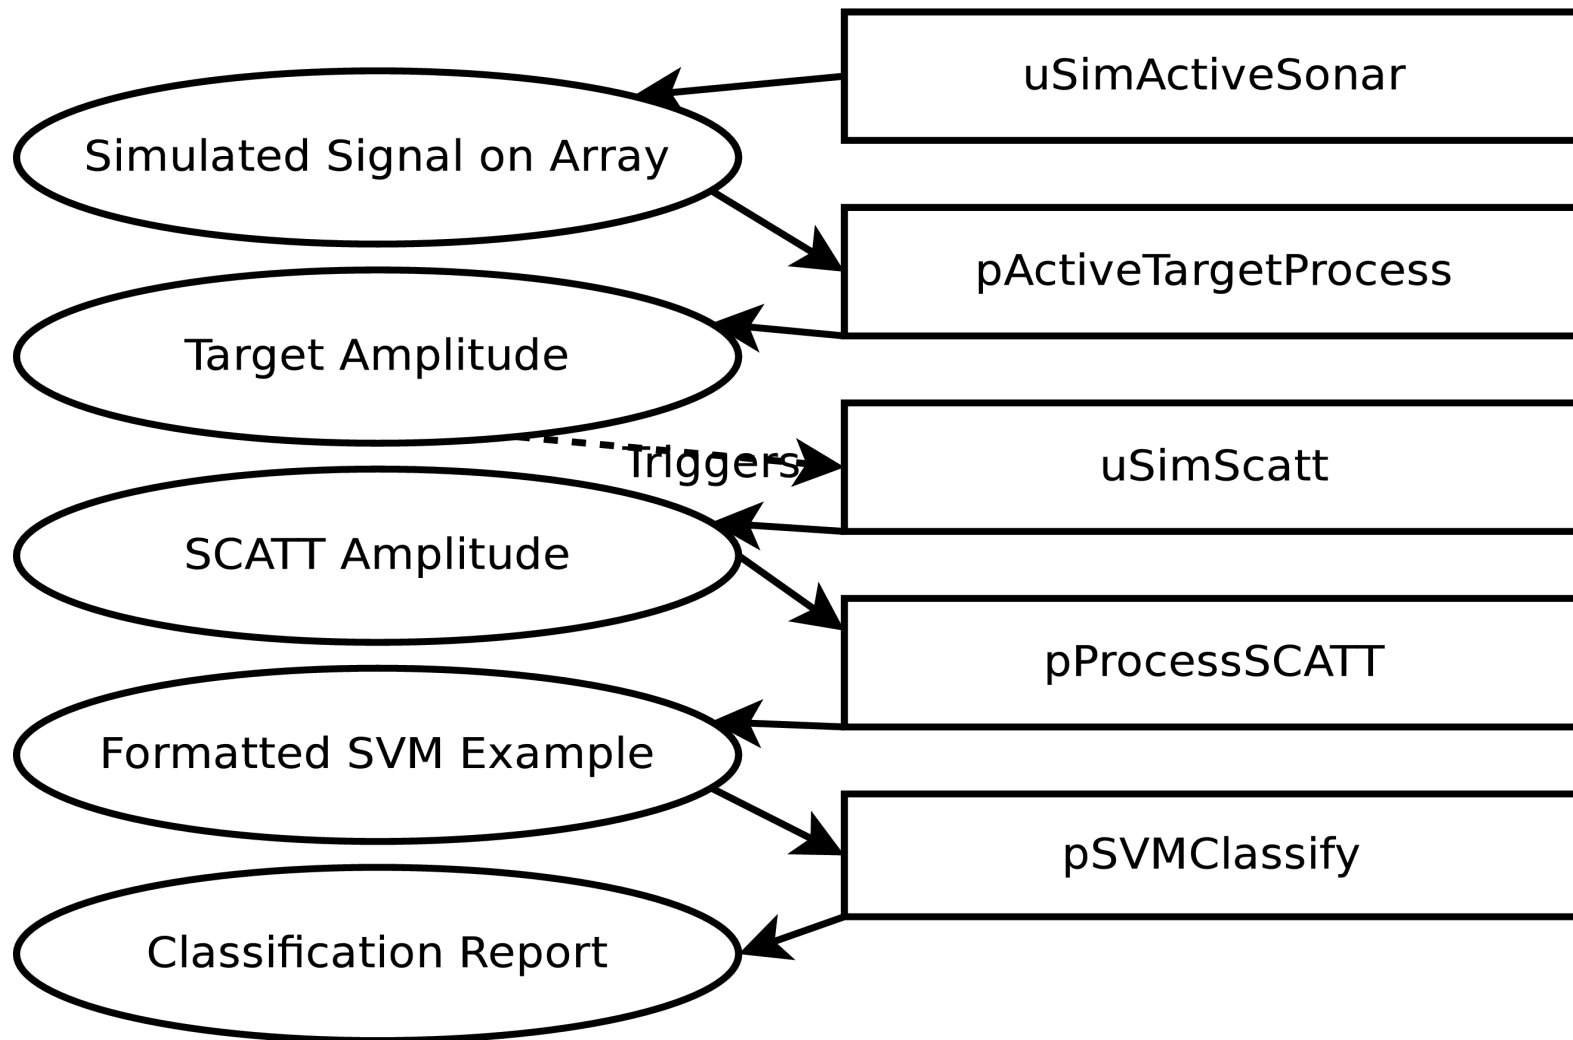 uSimActiveSonar
Simulated Signal on Array
pActiveTargetProcess
Target Amplitude
Triggers
uSimScatt
SCATT Amplitude
pProcessSCATT
Formatted SVM Example
pSVMClassify
Classification Report